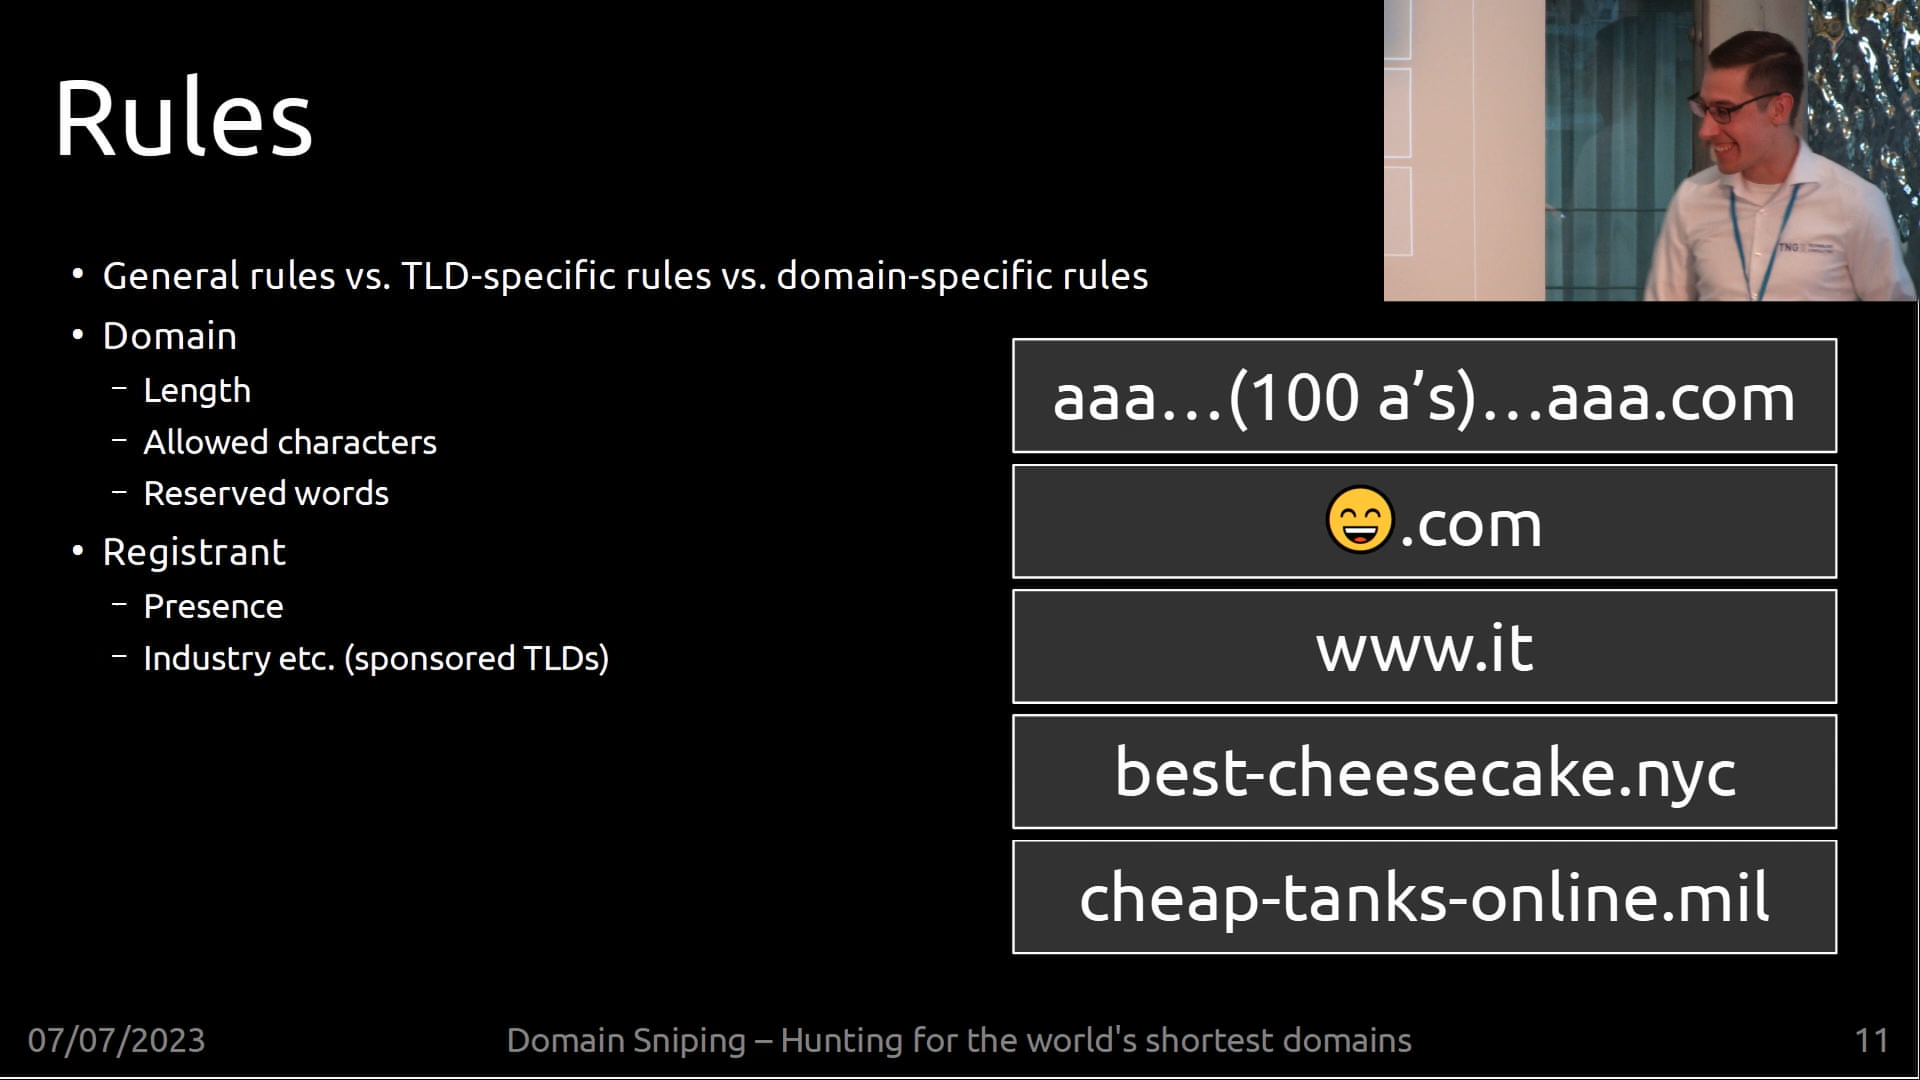 Rules
• General rules vs. TLD-specific rules vs. domain-specific rules
• Domain
– Length
– Allowed characters
– Reserved words
• Registrant
– Presence
– Industry etc. (sponsored TLDs)
aaa…(100 a’s)…aaa.com
😄.com
www.it
best-cheesecake.nyc
cheap-tanks-online.mil
TNG
07/07/2023
Domain Sniping – Hunting for the world's shortest domains
11